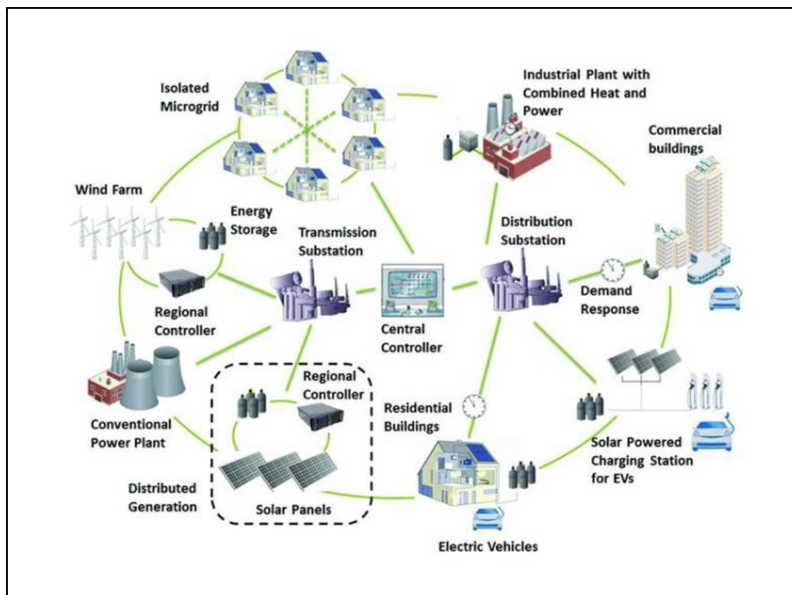 Isolated
Microgrid
Industrial Plant with
Combined Heat and
Power
Commercial
buildings
Wind Farm
Energy
Storage
Transmission
Substation
Distribution
Substation
Regional
Controller
Central
Controller
Demand
Response
Conventional
Power Plant
Regional
Controller
Residential
Buildings
Distributed
Generation
Solar Panels
Solar Powered
Charging Station
for EVs
Electric Vehicles